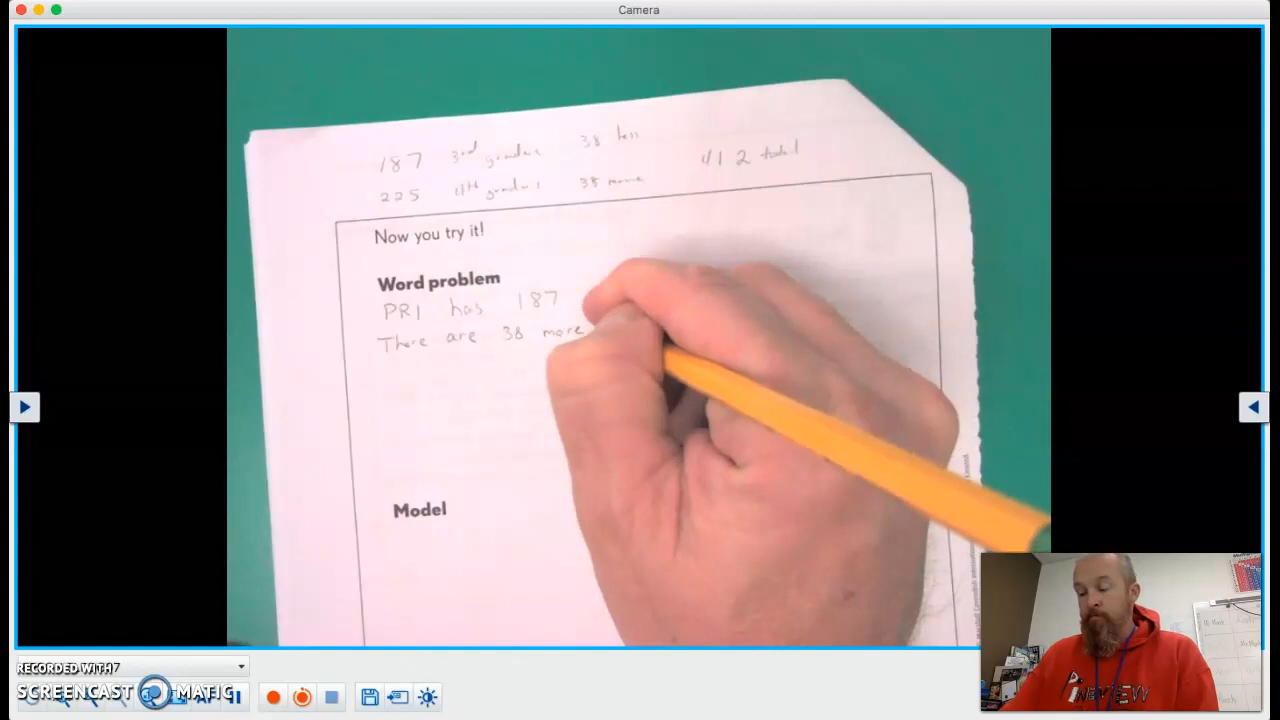 Camera
187 3rd graders 38 less
412 total
225 4th graders 38 more
Now you try it!
Word problem
PRI has 187
There are 38 more
Model
RECORDED WITH
SCREENCAST MATIC